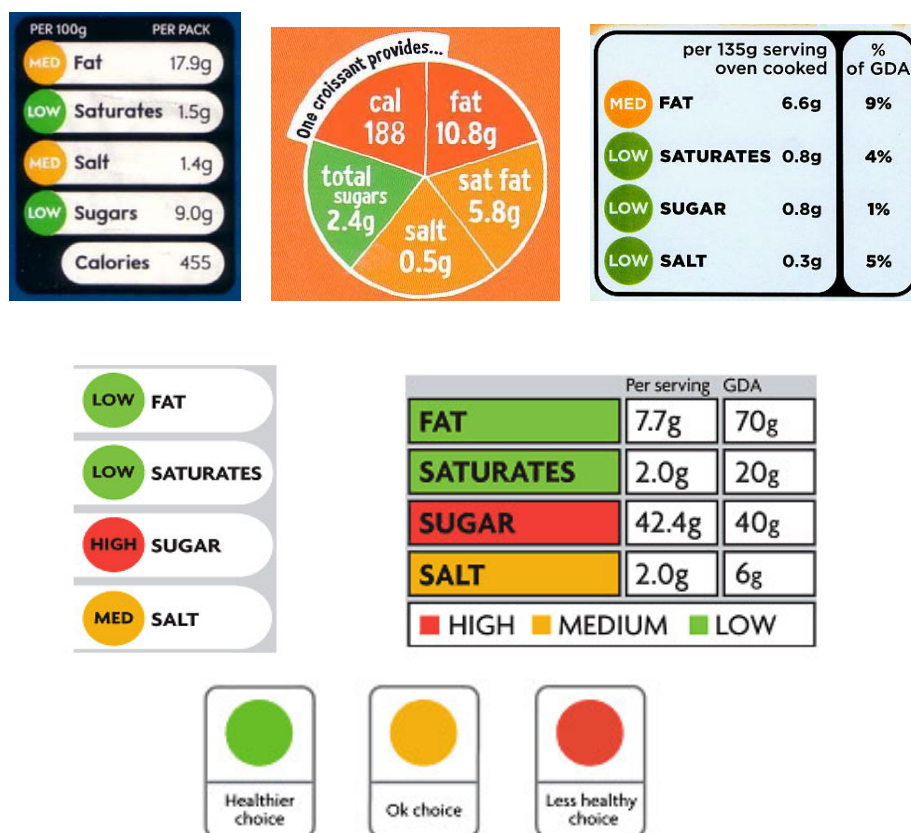 PER 100g PER PACK
MED Fat 17.9g
LOW Saturates 1.5g
MED Salt 1.4g
LOW Sugars 9.0g
Calories 455
One croissant provides...
cal
188
fat
10.8g
total
sugars
2.4g
sat fat
5.8g
salt
0.5g
per 135g serving
oven cooked
%
of GDA
MED FAT 6.6g 9%
LOW SATURATES 0.8g 4%
LOW SUGAR 0.8g 1%
LOW SALT 0.3g 5%
LOW FAT
LOW SATURATES
HIGH SUGAR
MED SALT
Per serving GDA
FAT 7.7g 70g
SATURATES 2.0g 20g
SUGAR 42.4g 40g
SALT 2.0g 6g
HIGH MEDIUM LOW
Healthier
choice
Ok choice
Less healthy
choice